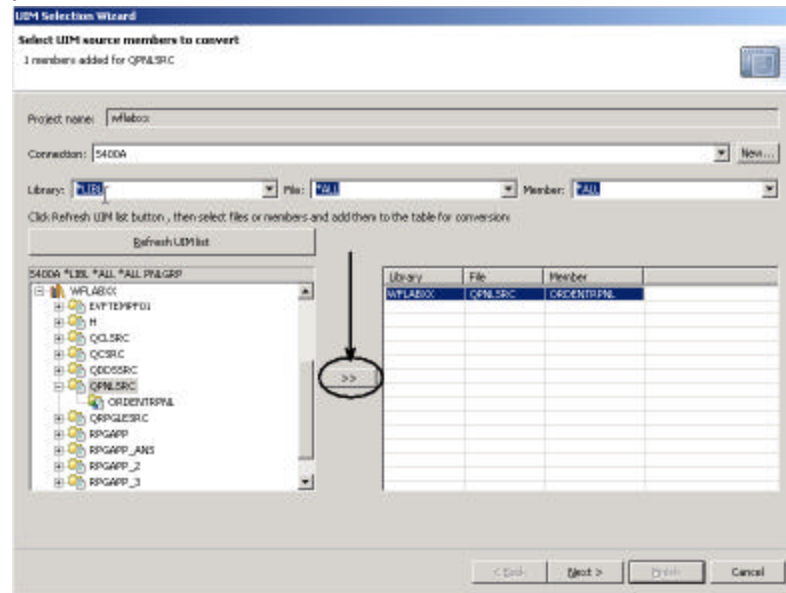 UIM Selection Wizard
Select UIM source members to convert
1 members added for QPNLSRC
Project name: wflabxx
Connection: S400A New...
Library: *LIBL File: *ALL Member: *ALL
Click Refresh UIM list button , then select files or members and add them to the table for conversion:
Refresh UIM list
S400A *LIBL *ALL *ALL PNLGRP
WFLABXX
EVFTEMPF01
H
QCLSRC
QCSRC
QDDSSRC
QPNLSRC
ORDENTRPNL
QRPGLESRC
RPGAPP
RPGAPP_ANS
RPGAPP_2
RPGAPP_3
>>
Library File Member
WFLABXX QPNLSRC ORDENTRPNL
< Back Next > Finish Cancel